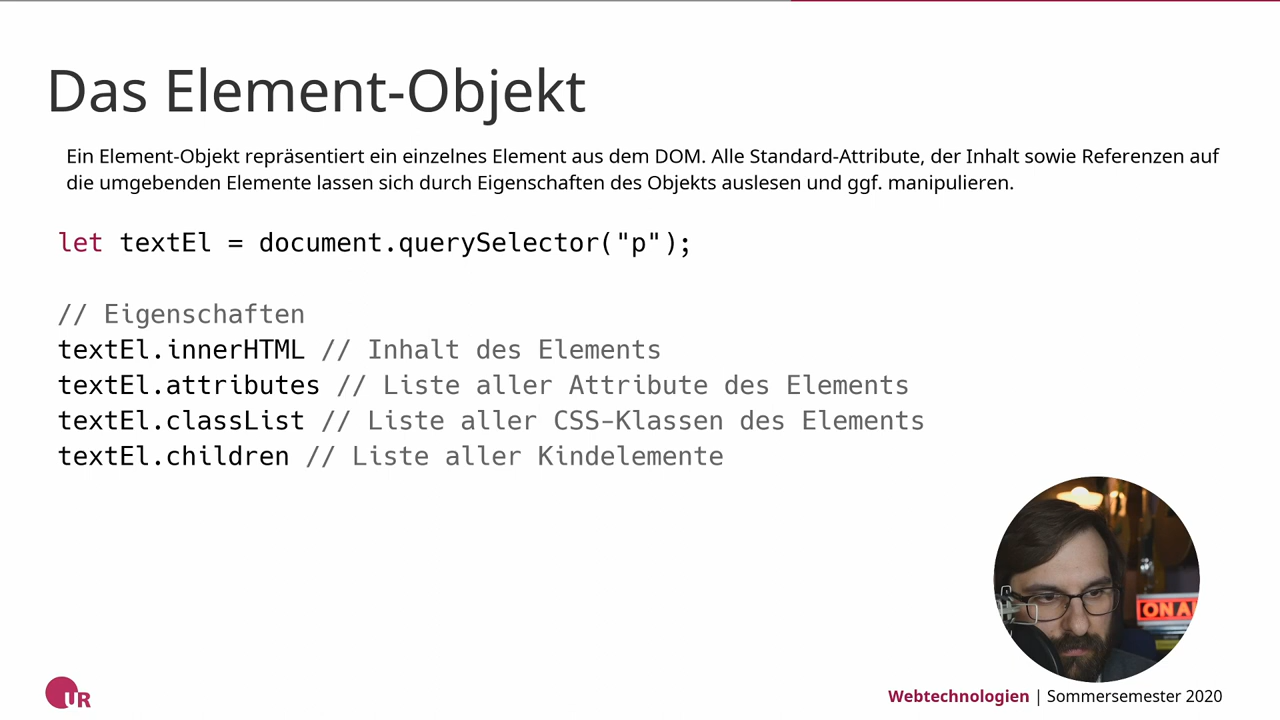 Das Element-Objekt
Ein Element-Objekt repräsentiert ein einzelnes Element aus dem DOM. Alle Standard-Attribute, der Inhalt sowie Referenzen auf
die umgebenden Elemente lassen sich durch Eigenschaften des Objekts auslesen und ggf. manipulieren.
let textEl = document.querySelector("p");
// Eigenschaften
textEl.innerHTML // Inhalt des Elements
textEl.attributes // Liste aller Attribute des Elements
textEl.classList // Liste aller CSS-Klassen des Elements
textEl.children // Liste aller Kindelemente
ON A
UR
Webtechnologien | Sommersemester 2020